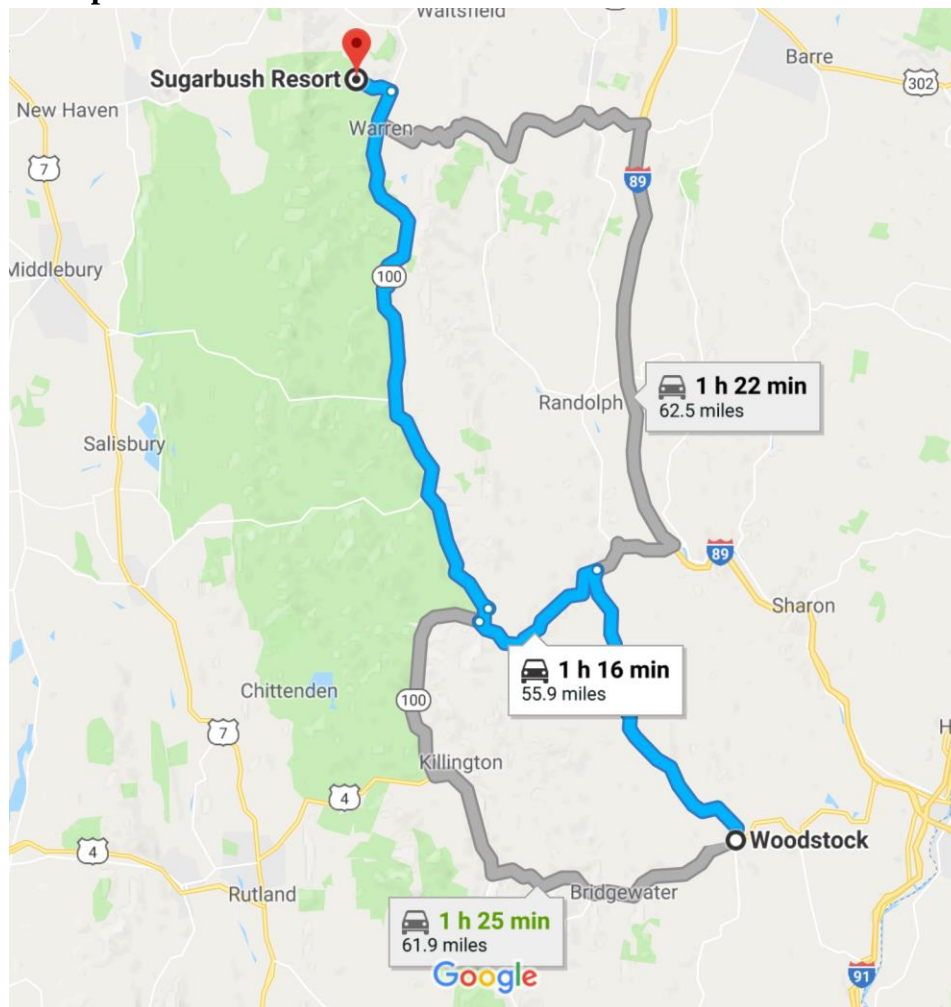 Waitsfield
Sugarbush Resort
Barre
302
New Haven
Warren
7
89
Middlebury
100
1 h 22 min
62.5 miles
Randolph
Salisbury
89
Sharon
1 h 16 min
55.9 miles
Chittenden
100
7
Killington
4
Woodstock
4
Rutland
Bridgewater
1 h 25 min
61.9 miles
Google
91